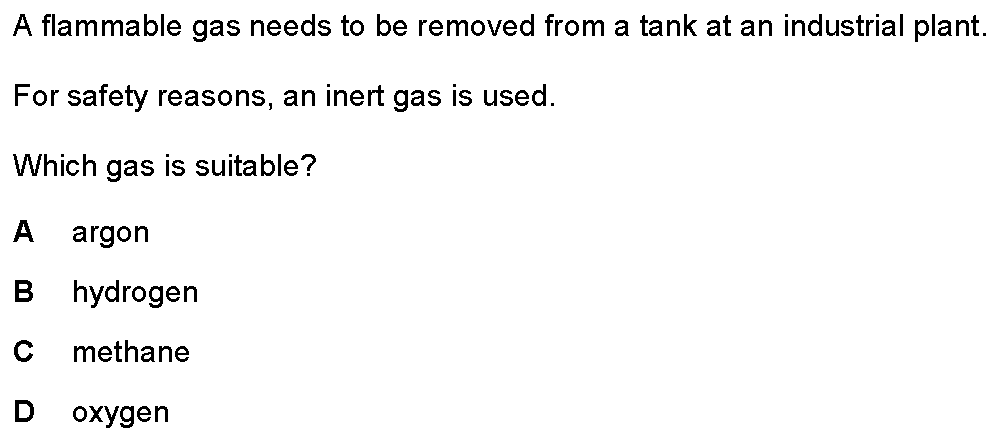 A flammable gas needs to be removed from a tank at an industrial plant.
For safety reasons, an inert gas is used.
Which gas is suitable?
A argon
B hydrogen
C methane
D oxygen